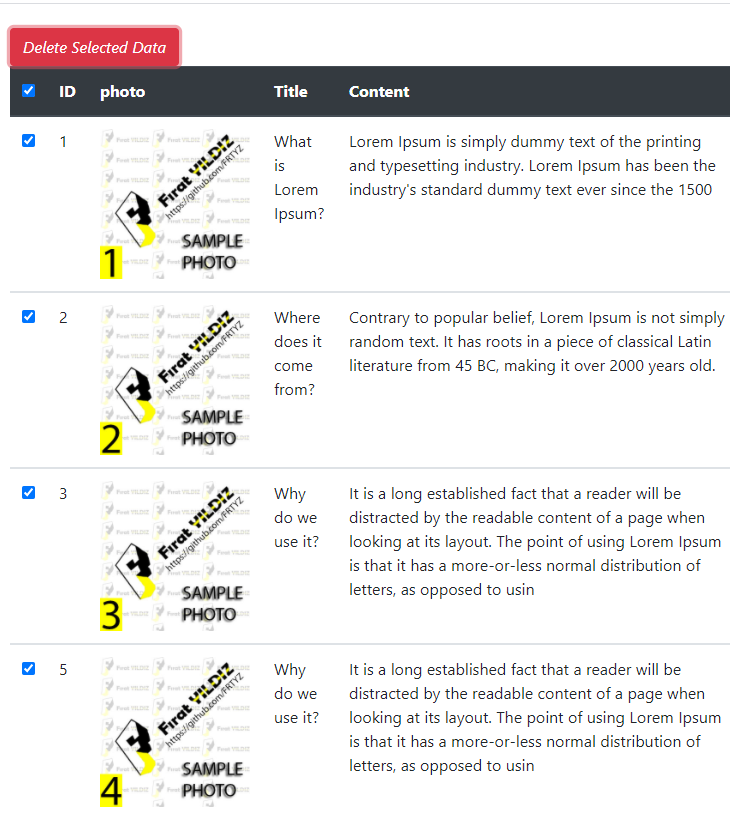 Delete Selected Data
ID photo Title Content
1
What
is
Lorem
Ipsum?
Lorem Ipsum is simply dummy text of the printing
and typesetting industry. Lorem Ipsum has been the
industry's standard dummy text ever since the 1500
Fırat YILDIZ
https://github.com/FRTYZ
SAMPLE
PHOTO
1
2
Where
does it
come
from?
Contrary to popular belief, Lorem Ipsum is not simply
random text. It has roots in a piece of classical Latin
literature from 45 BC, making it over 2000 years old.
Fırat YILDIZ
https://github.com/FRTYZ
SAMPLE
PHOTO
2
3
Why
do we
use it?
It is a long established fact that a reader will be
distracted by the readable content of a page when
looking at its layout. The point of using Lorem Ipsum
is that it has a more-or-less normal distribution of
letters, as opposed to usin
Fırat YILDIZ
https://github.com/FRTYZ
SAMPLE
PHOTO
3
5
Why
do we
use it?
It is a long established fact that a reader will be
distracted by the readable content of a page when
looking at its layout. The point of using Lorem Ipsum
is that it has a more-or-less normal distribution of
letters, as opposed to usin
Fırat YILDIZ
https://github.com/FRTYZ
SAMPLE
PHOTO
4